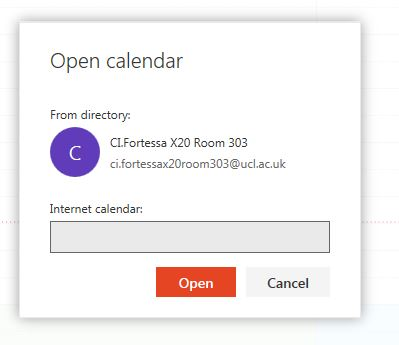 Open calendar
From directory:
C
CI.Fortessa X20 Room 303
ci.fortessax20room303@ucl.ac.uk
Internet calendar:
Open
Cancel